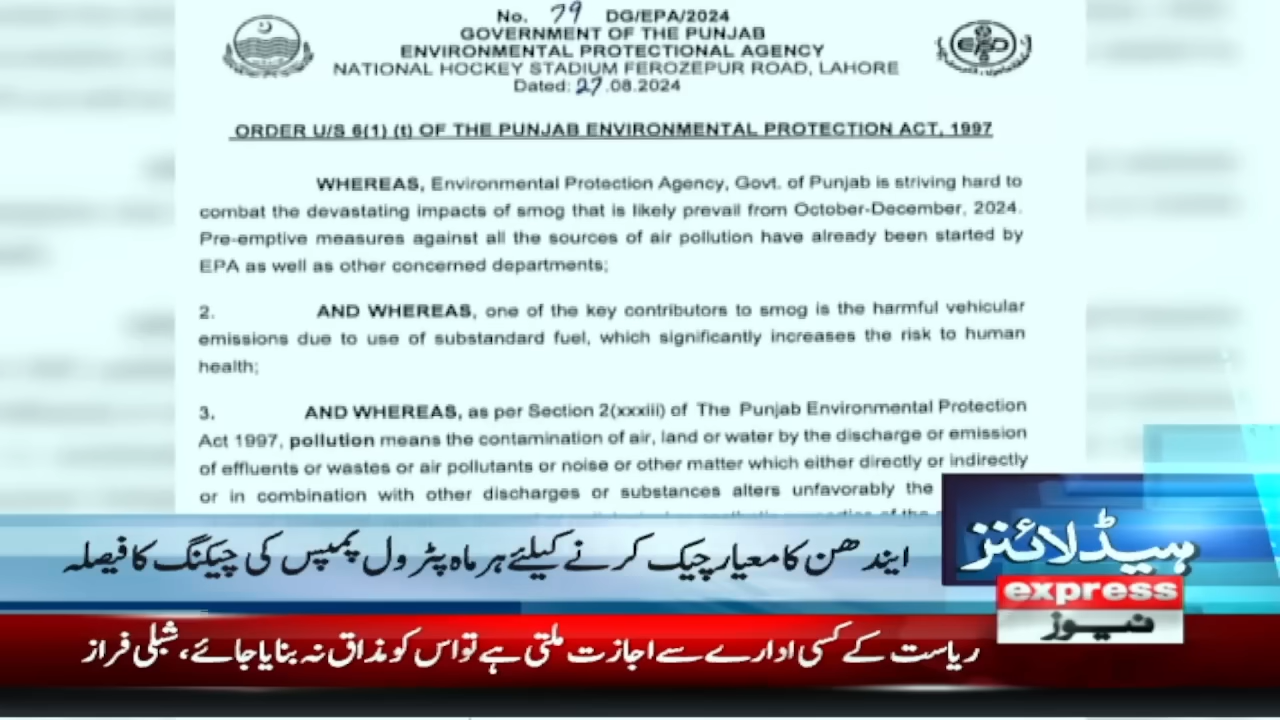 No. 79 DG/EPA/2024
GOVERNMENT OF THE PUNJAB
ENVIRONMENTAL PROTECTIONAL AGENCY
NATIONAL HOCKEY STADIUM FEROZEPUR ROAD, LAHORE
Dated: 27.08.2024
ORDER U/S 6(1) (t) OF THE PUNJAB ENVIRONMENTAL PROTECTION ACT, 1997
WHEREAS, Environmental Protection Agency, Govt. of Punjab is striving hard to
combat the devastating impacts of smog that is likely prevail from October-December, 2024.
Pre-emptive measures against all the sources of air pollution have already been started by
EPA as well as other concerned departments;
2. AND WHEREAS, one of the key contributors to smog is the harmful vehicular
emissions due to use of substandard fuel, which significantly increases the risk to human
health;
3. AND WHEREAS, as per Section 2(xxxiii) of The Punjab Environmental Protection
Act 1997, pollution means the contamination of air, land or water by the discharge or emission
of effluents or wastes or air pollutants or noise or other matter which either directly or indirectly
or in combination with other discharges or substances alters unfavorably the
ہیڈلائنز
ایندھن کا معیار چیک کرنے کیلئے ہر ماہ پٹرول پمپس کی چیکنگ کا فیصلہ
express
نیوز
ریاست کے کسی ادارے سے اجازت ملتی ہے تو اس کو مذاق نہ بنایا جائے، شبلی فراز